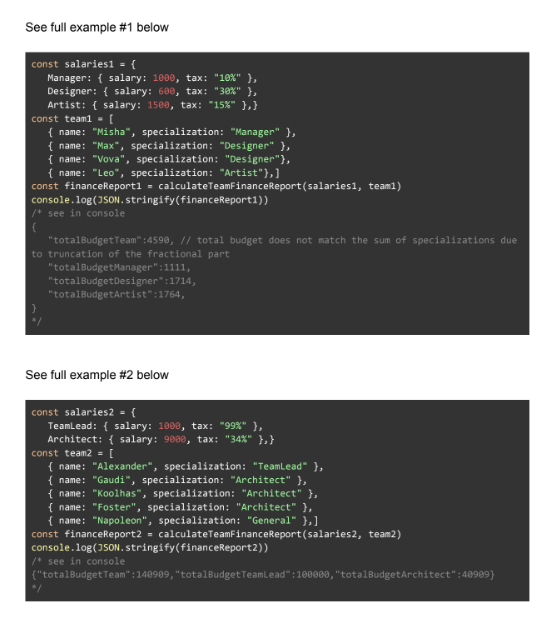 See full example #1 below
const salaries1 = {
Manager: { salary: 1000, tax: "10%" },
Designer: { salary: 600, tax: "30%" },
Artist: { salary: 1500, tax: "15%" },}
const team1 = [
{ name: "Misha", specialization: "Manager" },
{ name: "Max", specialization: "Designer" },
{ name: "Vova", specialization: "Designer"},
{ name: "Leo", specialization: "Artist"},]
const financeReport1 = calculateTeamFinanceReport(salaries1, team1)
console.log(JSON.stringify(financeReport1))
/* see in console
{
"totalBudgetTeam":4590, // total budget does not match the sum of specializations due
to truncation of the fractional part
"totalBudgetManager":1111,
"totalBudgetDesigner":1714,
"totalBudgetArtist":1764,
}
*/
See full example #2 below
const salaries2 = {
TeamLead: { salary: 1000, tax: "99%" },
Architect: { salary: 9000, tax: "34%" },}
const team2 = [
{ name: "Alexander", specialization: "TeamLead" },
{ name: "Gaudi", specialization: "Architect" },
{ name: "Koolhas", specialization: "Architect" },
{ name: "Foster", specialization: "Architect" },
{ name: "Napoleon", specialization: "General" },]
const financeReport2 = calculateTeamFinanceReport(salaries2, team2)
console.log(JSON.stringify(financeReport2))
/* see in console
{"totalBudgetTeam":140909,"totalBudgetTeamLead":100000,"totalBudgetArchitect":40909}
*/